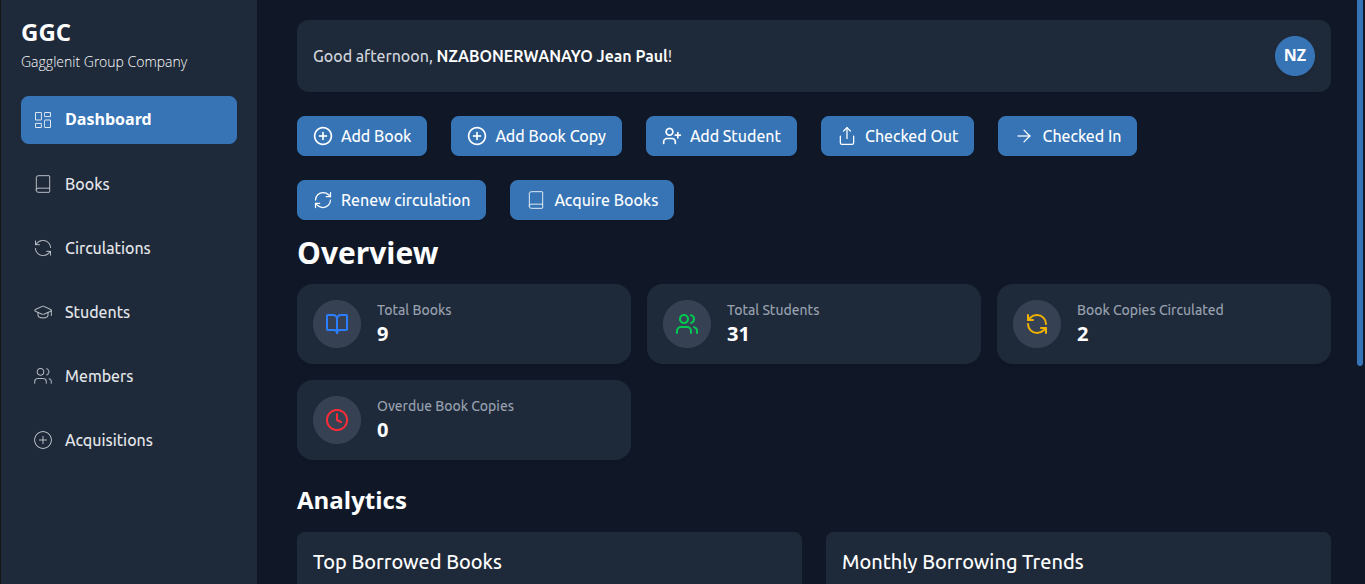 GGC
Gagglenit Group Company
Dashboard
Books
Circulations
Students
Members
Acquisitions
Good afternoon, NZABONERWANAYO Jean Paul!
NZ
Add Book
Add Book Copy
Add Student
Checked Out
Checked In
Renew circulation
Acquire Books
Overview
Total Books
9
Total Students
31
Book Copies Circulated
2
Overdue Book Copies
0
Analytics
Top Borrowed Books
Monthly Borrowing Trends